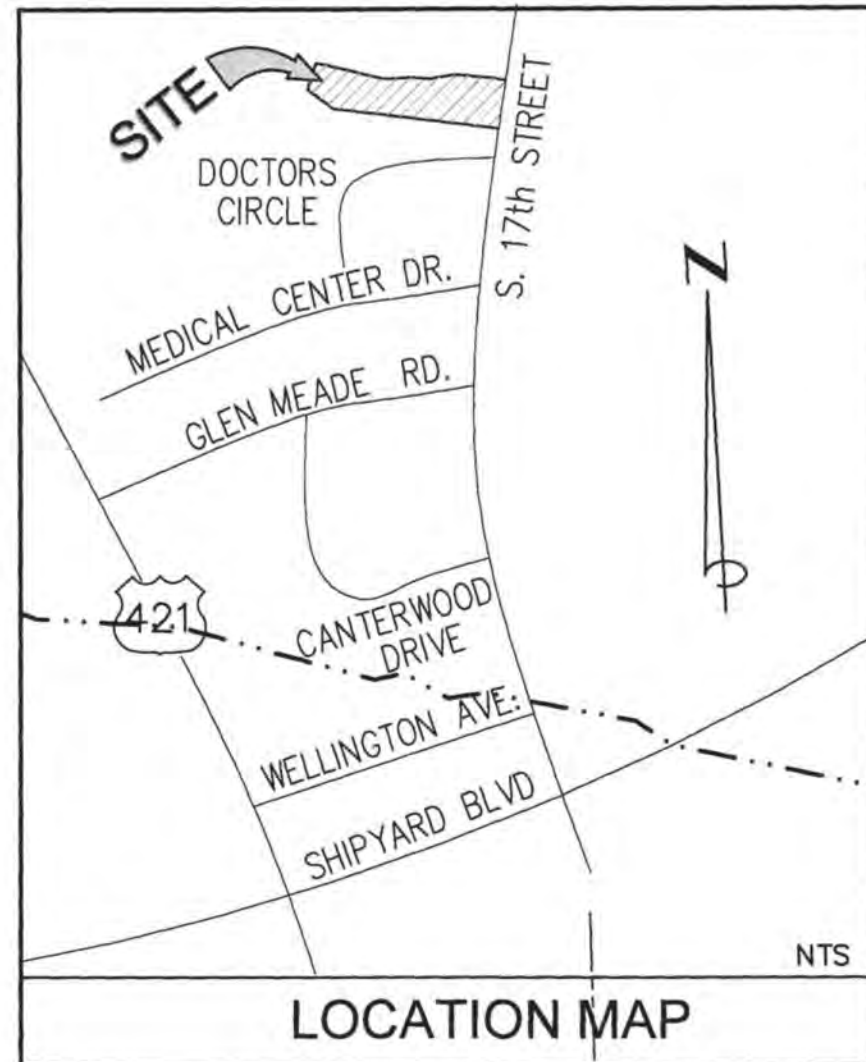 SITE
DOCTORS
CIRCLE
S. 17th STREET
N
MEDICAL CENTER DR.
GLEN MEADE RD.
421
CANTERWOOD
DRIVE
WELLINGTON AVE.
SHIPYARD BLVD
NTS
LOCATION MAP